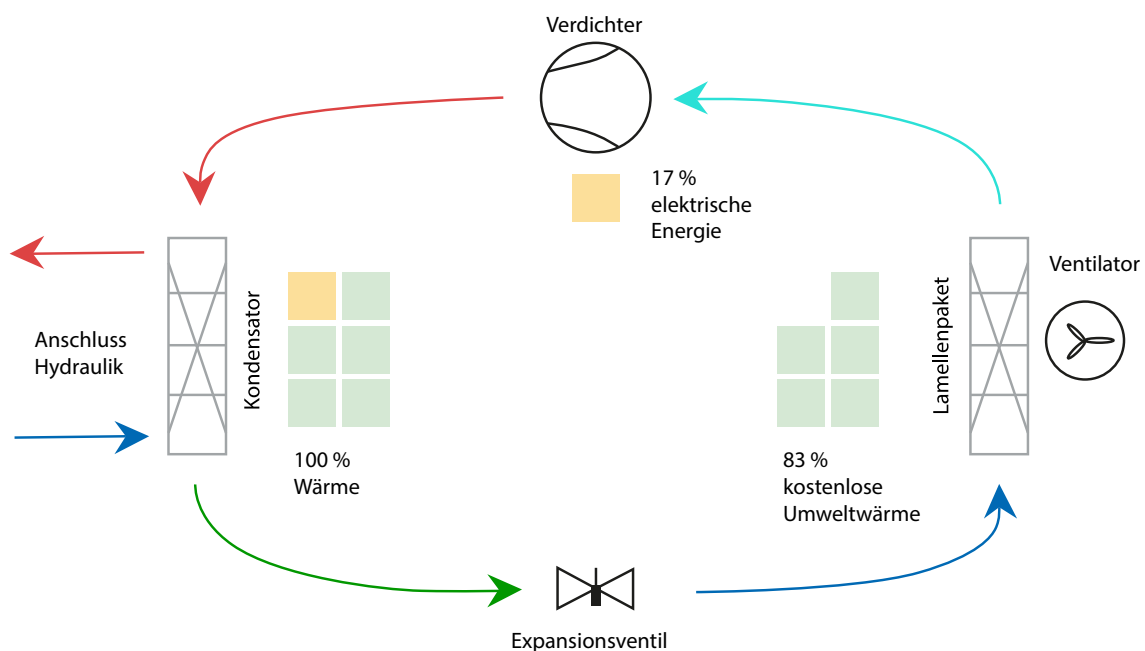 Verdichter
17 %
elektrische
Energie
Ventilator
Anschluss
Hydraulik
Kondensator
Lamellenpaket
100 %
Wärme
83 %
kostenlose
Umweltwärme
Expansionsventil